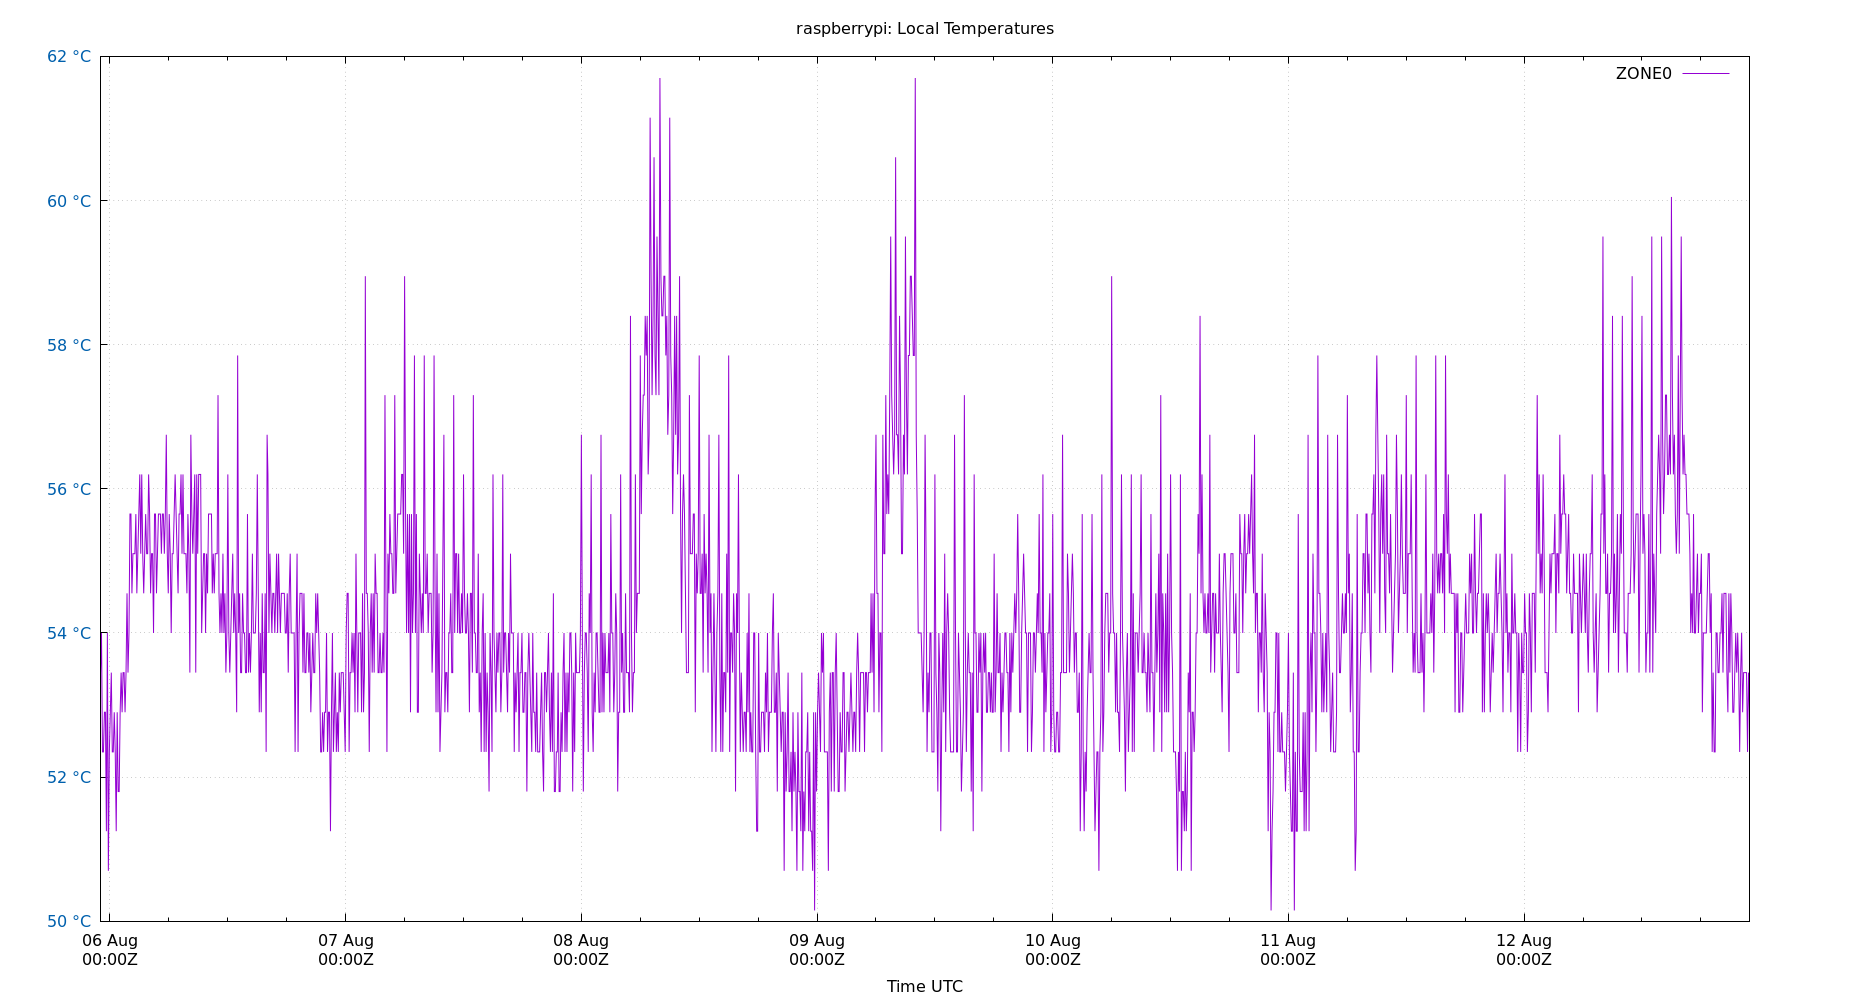 raspberrypi: Local Temperatures
62 °C
ZONE0
60 °C
58 °C
56 °C
54 °C
52 °C
50 °C
06 Aug 07 Aug 08 Aug 09 Aug 10 Aug 11 Aug 12 Aug
00:00Z 00:00Z 00:00Z 00:00Z 00:00Z 00:00Z 00:00Z
Time UTC